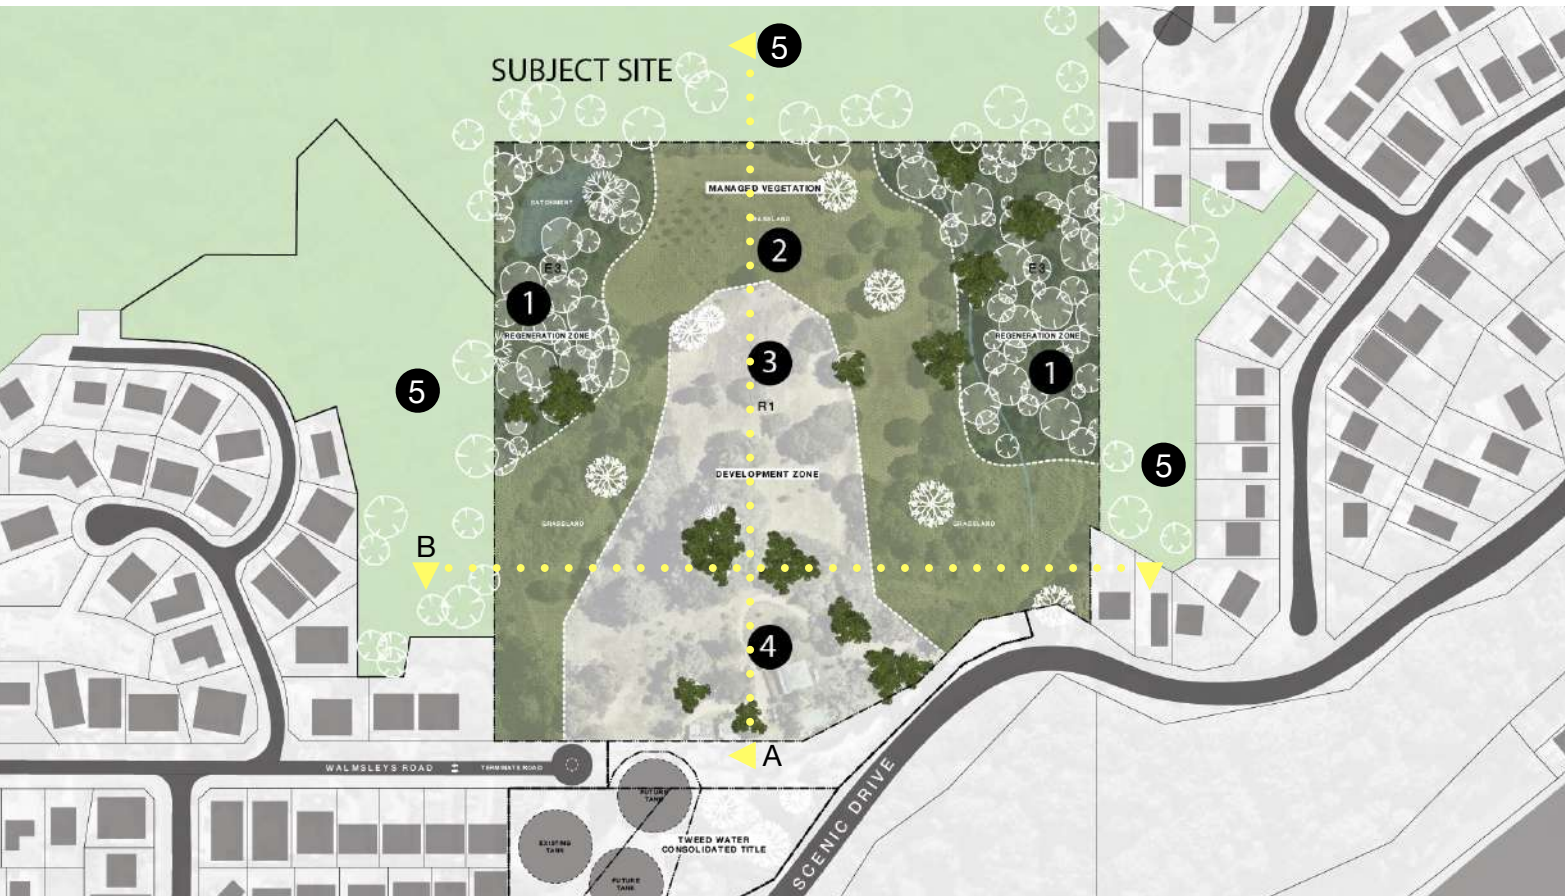 5
SUBJECT SITE
MANAGED VEGETATION
CATCHMENT
2
E3
E3
1
REGENERATION ZONE
REGENERATION ZONE
3
1
5
R1
5
DEVELOPMENT ZONE
GRASSLAND
GRASSLAND
B
4
A
WALMSLEYS ROAD
TERMINATE ROAD
SCENIC DRIVE
FUTURE
TANK
EXISTING
TANK
TWEED WATER
CONSOLIDATED TITLE
FUTURE
TANK